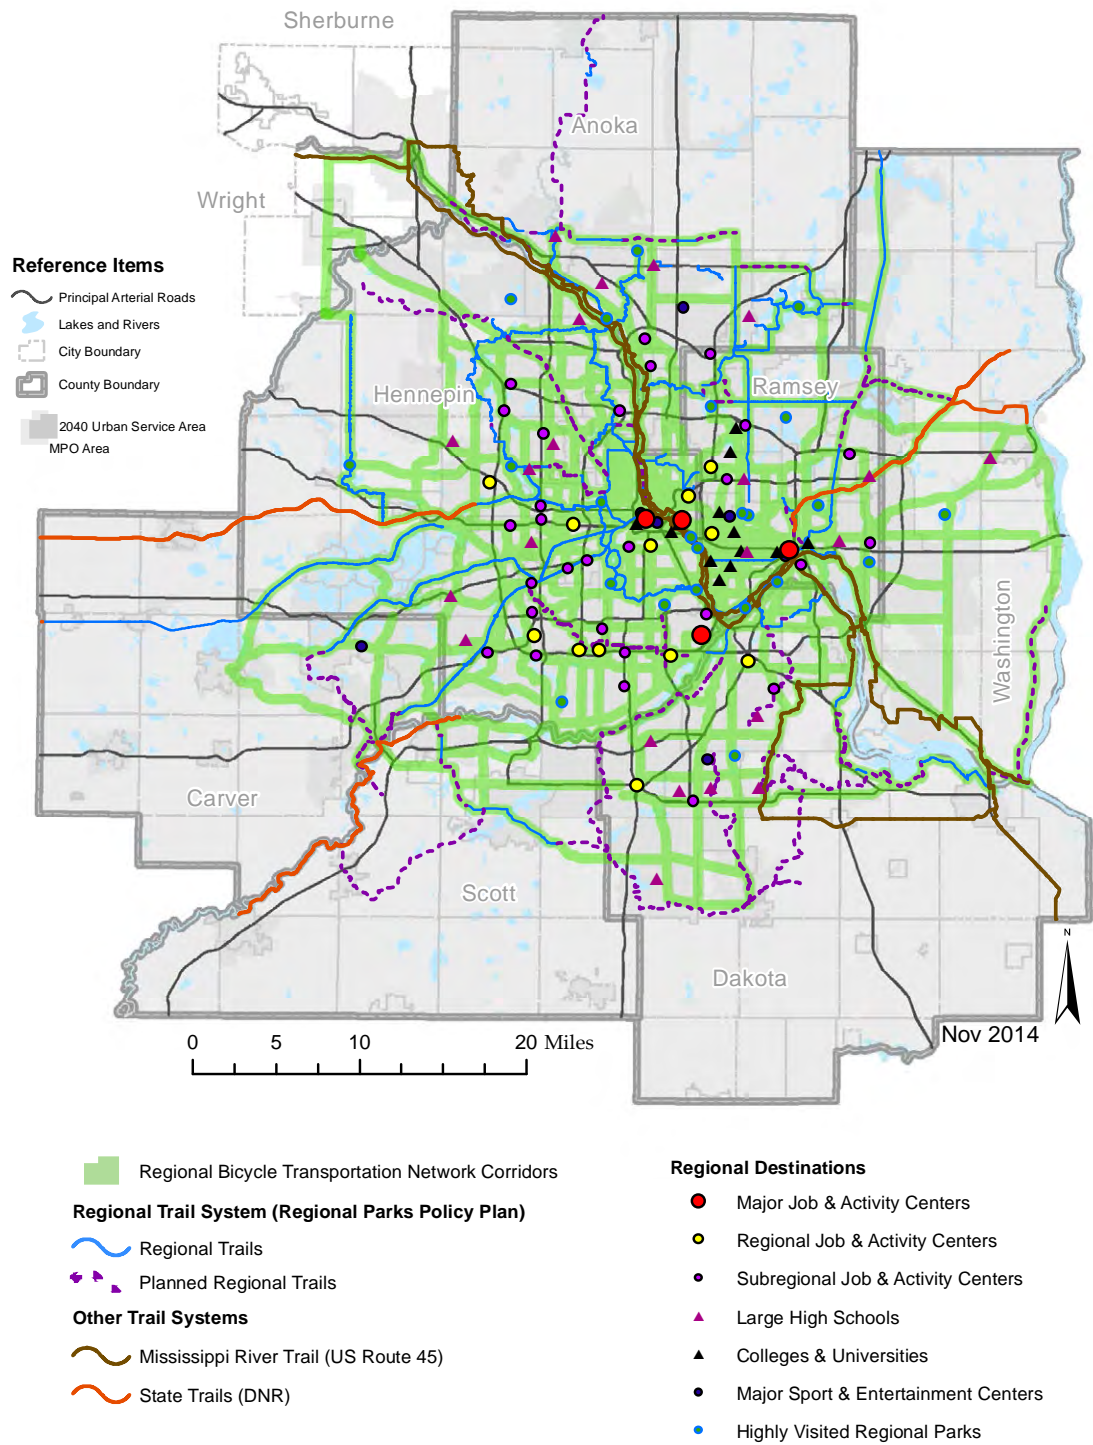 Sherburne
Anoka
Wright
Reference Items
Principal Arterial Roads
Lakes and Rivers
City Boundary
County Boundary
2040 Urban Service Area
MPO Area
Hennepin
Ramsey
Washington
Carver
Scott
Dakota
N
Nov 2014
0 5 10 20 Miles
Regional Bicycle Transportation Network Corridors
Regional Trail System (Regional Parks Policy Plan)
Regional Trails
Planned Regional Trails
Other Trail Systems
Mississippi River Trail (US Route 45)
State Trails (DNR)
Regional Destinations
Major Job & Activity Centers
Regional Job & Activity Centers
Subregional Job & Activity Centers
Large High Schools
Colleges & Universities
Major Sport & Entertainment Centers
Highly Visited Regional Parks